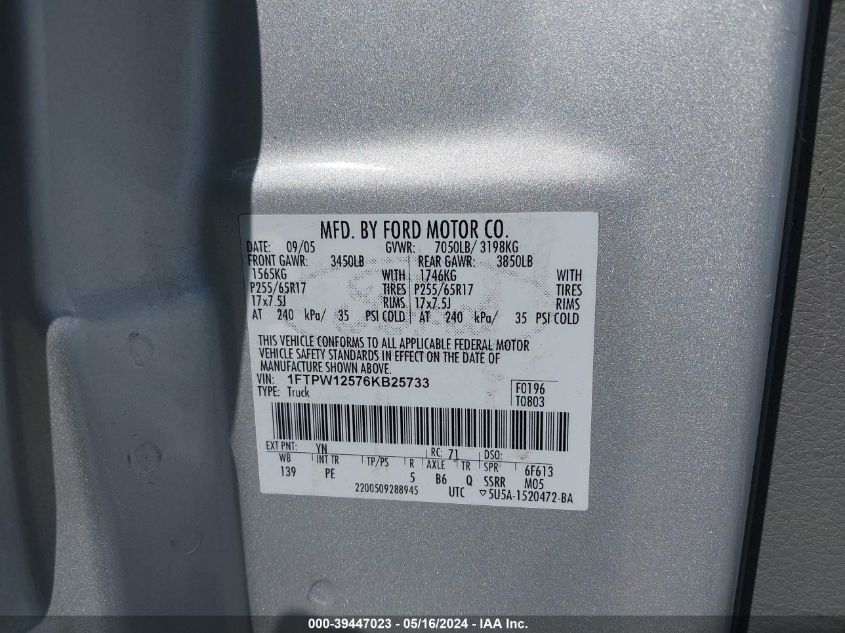 MFD. BY FORD MOTOR CO.
DATE: 09/05 GVWR: 7050LB/ 3198KG
FRONT GAWR: 3450LB REAR GAWR: 3850LB
1565KG WITH 1746KG WITH
P255/65R17 TIRES P255/65R17 TIRES
17x7.5J RIMS 17x7.5J RIMS
AT 240 kPa/ 35 PSI COLD AT 240 kPa/ 35 PSI COLD
THIS VEHICLE CONFORMS TO ALL APPLICABLE FEDERAL MOTOR
VEHICLE SAFETY STANDARDS IN EFFECT ON THE DATE OF
MANUFACTURE SHOWN ABOVE.
VIN: 1FTPW12576KB25733 F0196
TYPE: Truck T0803
EXT PNT: YN RC: 71 DSO:
WB INT TR TP/PS R AXLE TR SPR 6F613
139 PE 5 B6 Q SSRR M05
2200509288945 UTC ▽5U5A-1520472-BA
000-39447023 - 05/16/2024 - IAA Inc.